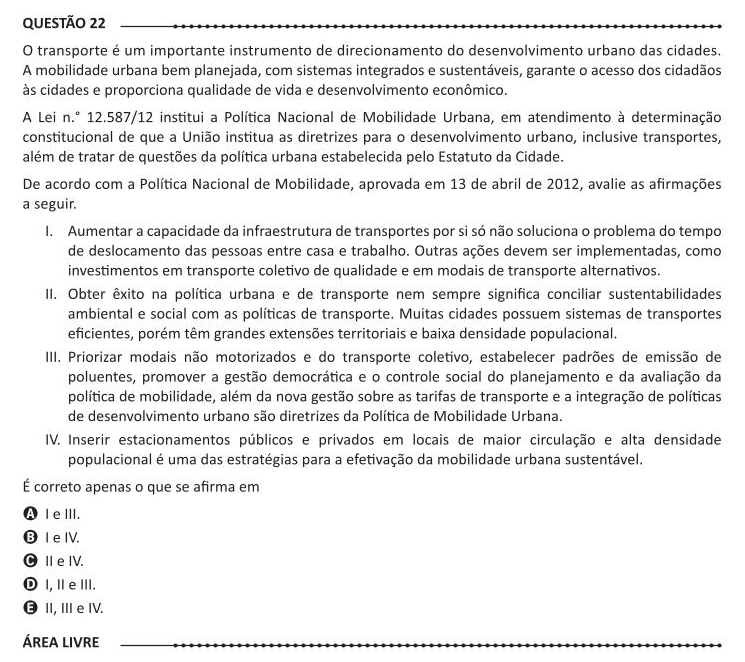 QUESTÃO 22
O transporte é um importante instrumento de direcionamento do desenvolvimento urbano das cidades.
A mobilidade urbana bem planejada, com sistemas integrados e sustentáveis, garante o acesso dos cidadãos
às cidades e proporciona qualidade de vida e desenvolvimento econômico.
A Lei n.° 12.587/12 institui a Política Nacional de Mobilidade Urbana, em atendimento à determinação
constitucional de que a União institua as diretrizes para o desenvolvimento urbano, inclusive transportes,
além de tratar de questões da política urbana estabelecida pelo Estatuto da Cidade.
De acordo com a Política Nacional de Mobilidade, aprovada em 13 de abril de 2012, avalie as afirmações
a seguir.
I. Aumentar a capacidade da infraestrutura de transportes por si só não soluciona o problema do tempo
de deslocamento das pessoas entre casa e trabalho. Outras ações devem ser implementadas, como
investimentos em transporte coletivo de qualidade e em modais de transporte alternativos.
II. Obter êxito na política urbana e de transporte nem sempre significa conciliar sustentabilidades
ambiental e social com as políticas de transporte. Muitas cidades possuem sistemas de transportes
eficientes, porém têm grandes extensões territoriais e baixa densidade populacional.
III. Priorizar modais não motorizados e do transporte coletivo, estabelecer padrões de emissão de
poluentes, promover a gestão democrática e o controle social do planejamento e da avaliação da
política de mobilidade, além da nova gestão sobre as tarifas de transporte e a integração de políticas
de desenvolvimento urbano são diretrizes da Política de Mobilidade Urbana.
IV. Inserir estacionamentos públicos e privados em locais de maior circulação e alta densidade
populacional é uma das estratégias para a efetivação da mobilidade urbana sustentável.
É correto apenas o que se afirma em
A I e III.
B I e IV.
C II e IV.
D I, II e III.
E II, III e IV.
ÁREA LIVRE